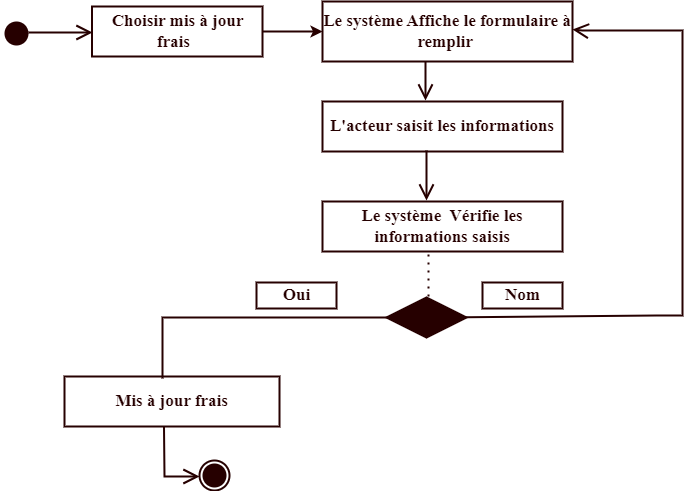 Choisir mis à jour
frais
Le système Affiche le formulaire à
remplir
L'acteur saisit les informations
Le système Vérifie les
informations saisis
Oui
Nom
Mis à jour frais